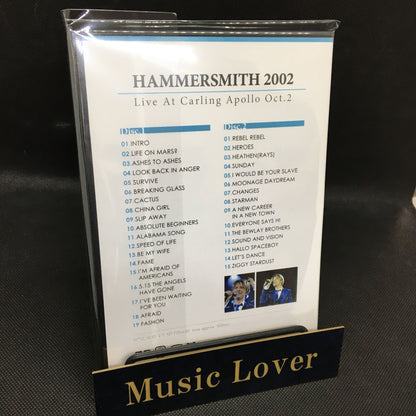 HAMMERSMITH 2002
Live At Carling Apollo Oct.2
Disc.1
01 INTRO
02 LIFE ON MARS?
03 ASHES TO ASHES
04 LOOK BACK IN ANGER
05 SURVIVE
06 BREAKING GLASS
07 CACTUS
08 CHINA GIRL
09 SLIP AWAY
10 ABSOLUTE BEGINNERS
11 ALABAMA SONG
12 SPEED OF LIFE
13 BE MY WIFE
14 FAME
15 I'M AFRAID OF
AMERICANS
16 5.15 THE ANGELS
HAVE GONE
17 I'VE BEEN WAITING
FOR YOU
18 AFRAID
19 FASHON
Disc.2
01 REBEL REBEL
02 HEROES
03 HEATHEN(RAYS)
04 SUNDAY
05 I WOULD BE YOUR SLAVE
06 MOONAGE DAYDREAM
07 CHANGES
08 STARMAN
09 A NEW CAREER
IN A NEW TOWN
10 EVERYONE SAYS HI
11 THE BEWLAY BROTHERS
12 SOUND AND VISION
13 HALLO SPACEBOY
14 LET'S DANCE
15 ZIGGY STARDUST
Music Lover